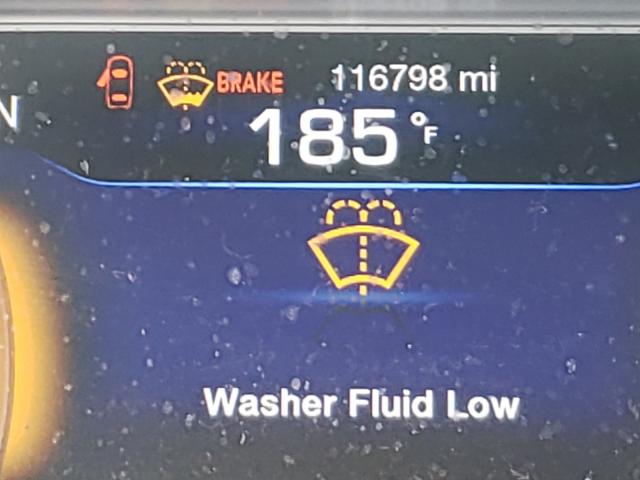 BRAKE 116798 mi
N
185°F
Washer Fluid Low